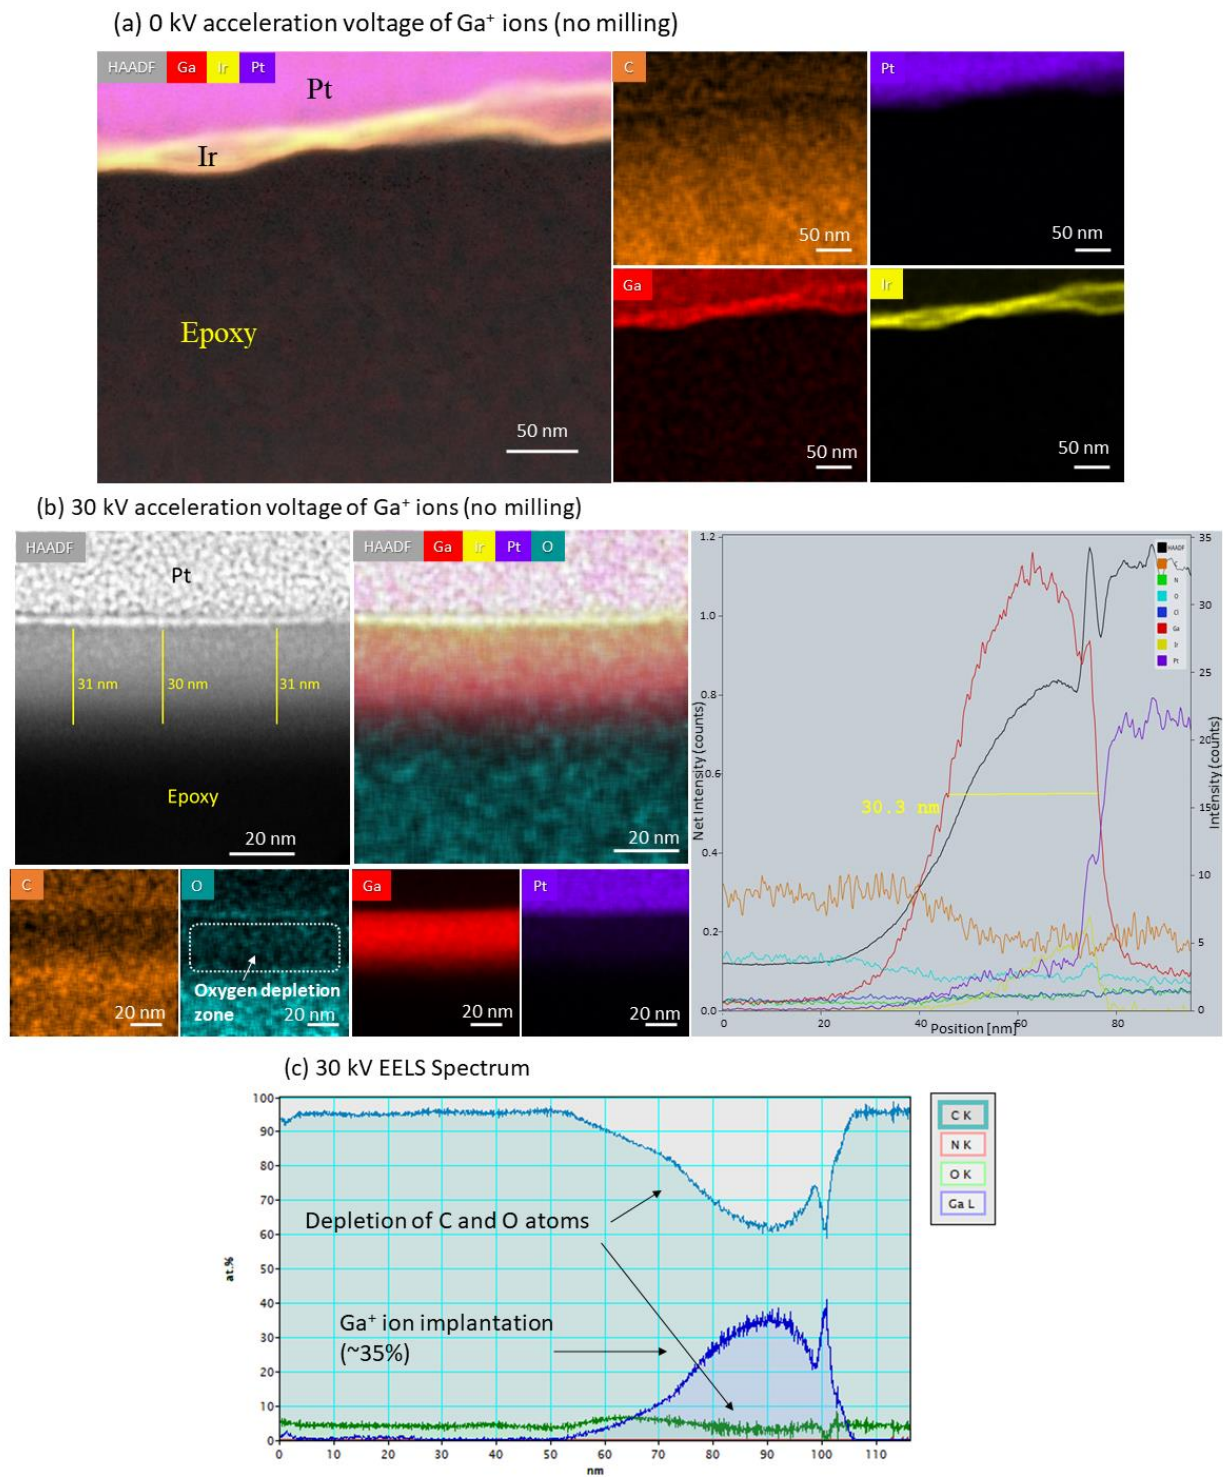 (a) 0 kV acceleration voltage of Ga⁺ ions (no milling)
HAADF Ga Ir Pt
Pt
Ir
Epoxy
50 nm
C
50 nm
Pt
50 nm
Ga
50 nm
Ir
50 nm
(b) 30 kV acceleration voltage of Ga⁺ ions (no milling)
HAADF
Pt
31 nm 30 nm 31 nm
Epoxy
20 nm
HAADF Ga Ir Pt O
20 nm
C
20 nm
O
Oxygen depletion
zone
20 nm
Ga
20 nm
Pt
20 nm
1.2
1.0
0.8
0.6
0.4
0.2
0.0
Net Intensity (counts)
30.3 nm
HAADF
C
N
O
Cl
Ga
Ir
Pt
35
30
25
20
15
10
5
0
Intensity (counts)
0 20 40 60 80
Position [nm]
(c) 30 kV EELS Spectrum
100
90
80
70
60
50
40
30
20
10
0
at.%
Depletion of C and O atoms
Ga⁺ ion implantation
(~35%)
0 10 20 30 40 50 60 70 80 90 100 110
nm
C K
N K
O K
Ga L